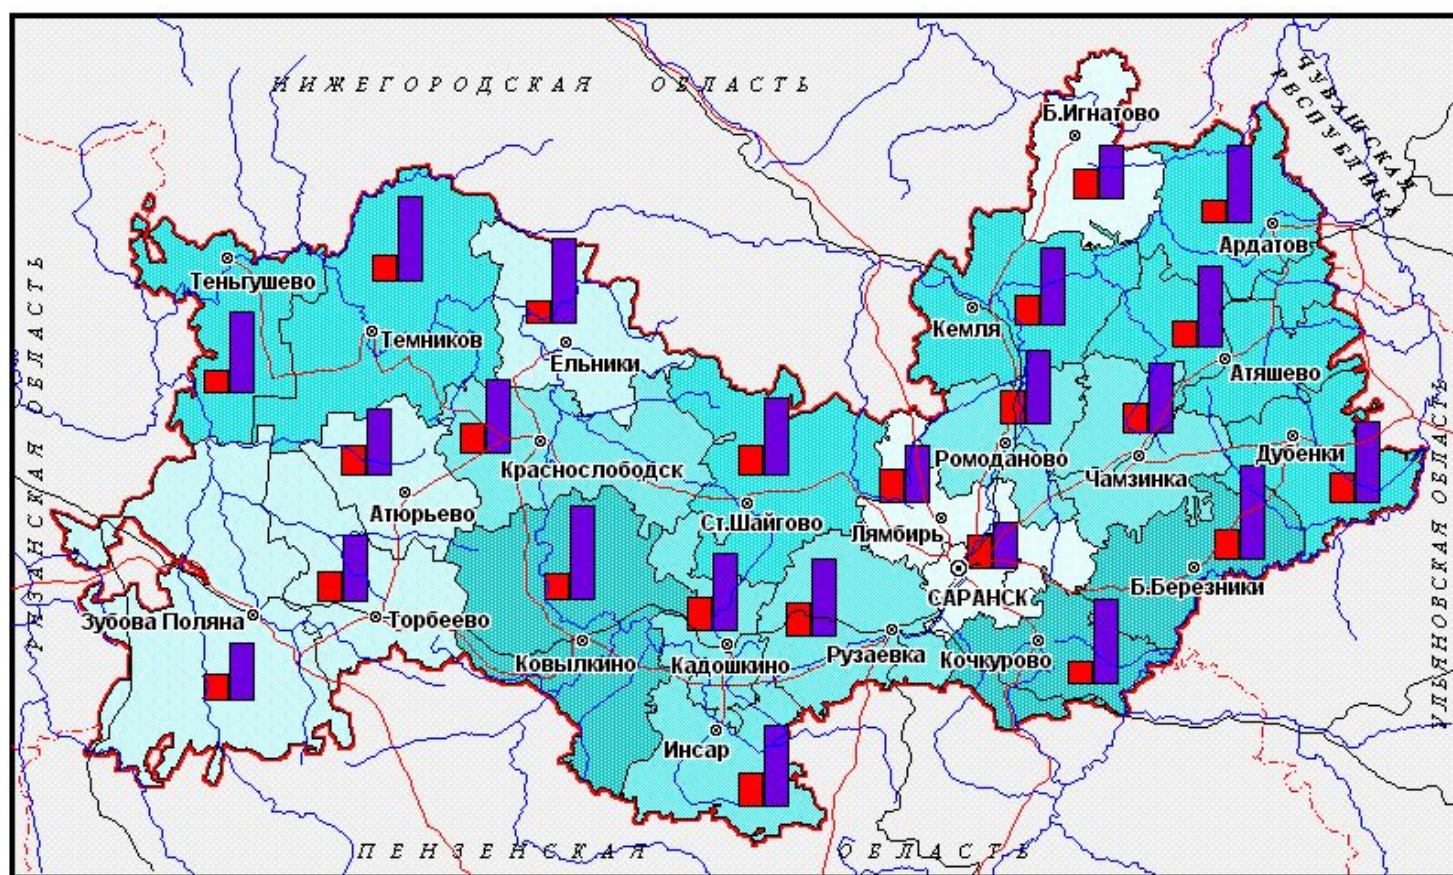 НИЖЕГОРОДСКАЯ ОБЛАСТЬ
ЧУВАШСКАЯ
РЕСПУБЛИКА
Б.Игнатово
Ардатов
Теньгушево
Темников
Ельники
Кемля
Атяшево
РЯЗАНСКАЯ ОБЛАСТЬ
Краснослободск
Ромоданово
Дубенки
Чамзинка
Атюрьево
Ст.Шайгово
Лямбирь
УЛЬЯНОВСКАЯ ОБЛАСТЬ
Б.Березники
САРАНСК
Зубова Поляна
Торбеево
Ковылкино
Кадошкино
Рузаевка
Кочкурово
Инсар
ПЕНЗЕНСКАЯ ОБЛАСТЬ